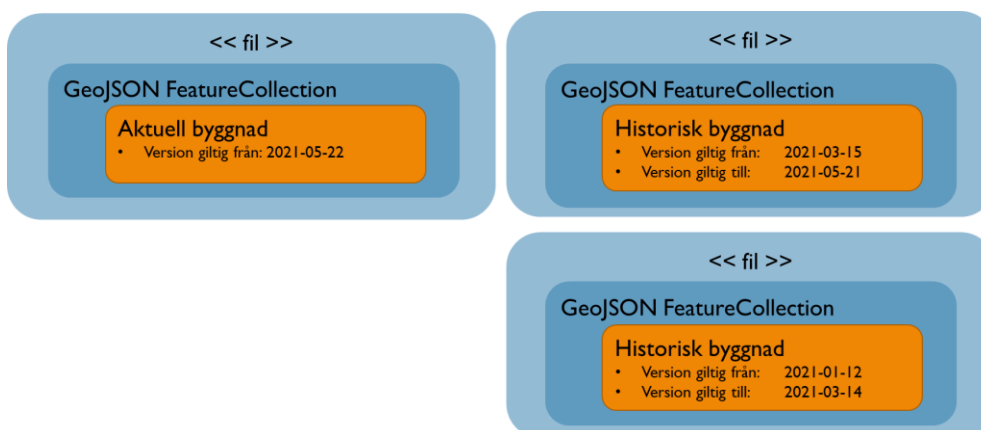 << fil >>
GeoJSON FeatureCollection
Aktuell byggnad
• Version giltig från: 2021-05-22
<< fil >>
GeoJSON FeatureCollection
Historisk byggnad
• Version giltig från: 2021-03-15
• Version giltig till: 2021-05-21
<< fil >>
GeoJSON FeatureCollection
Historisk byggnad
• Version giltig från: 2021-01-12
• Version giltig till: 2021-03-14